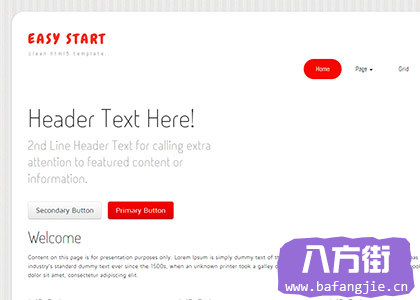 EASY START
clean html5 template..
Home Page Grid
Header Text Here!
2nd Line Header Text for calling extra
attention to featured content or
information.
Secondary Button Primary Button
Welcome
Content on this page is for presentation purposes only. Lorem Ipsum is simply dummy text of
industry's standard dummy text ever since the 1500s, when an unknown printer took a galley
dolor sit amet, consectetur adipiscing elit.
八方街
www.bafangjie.cn